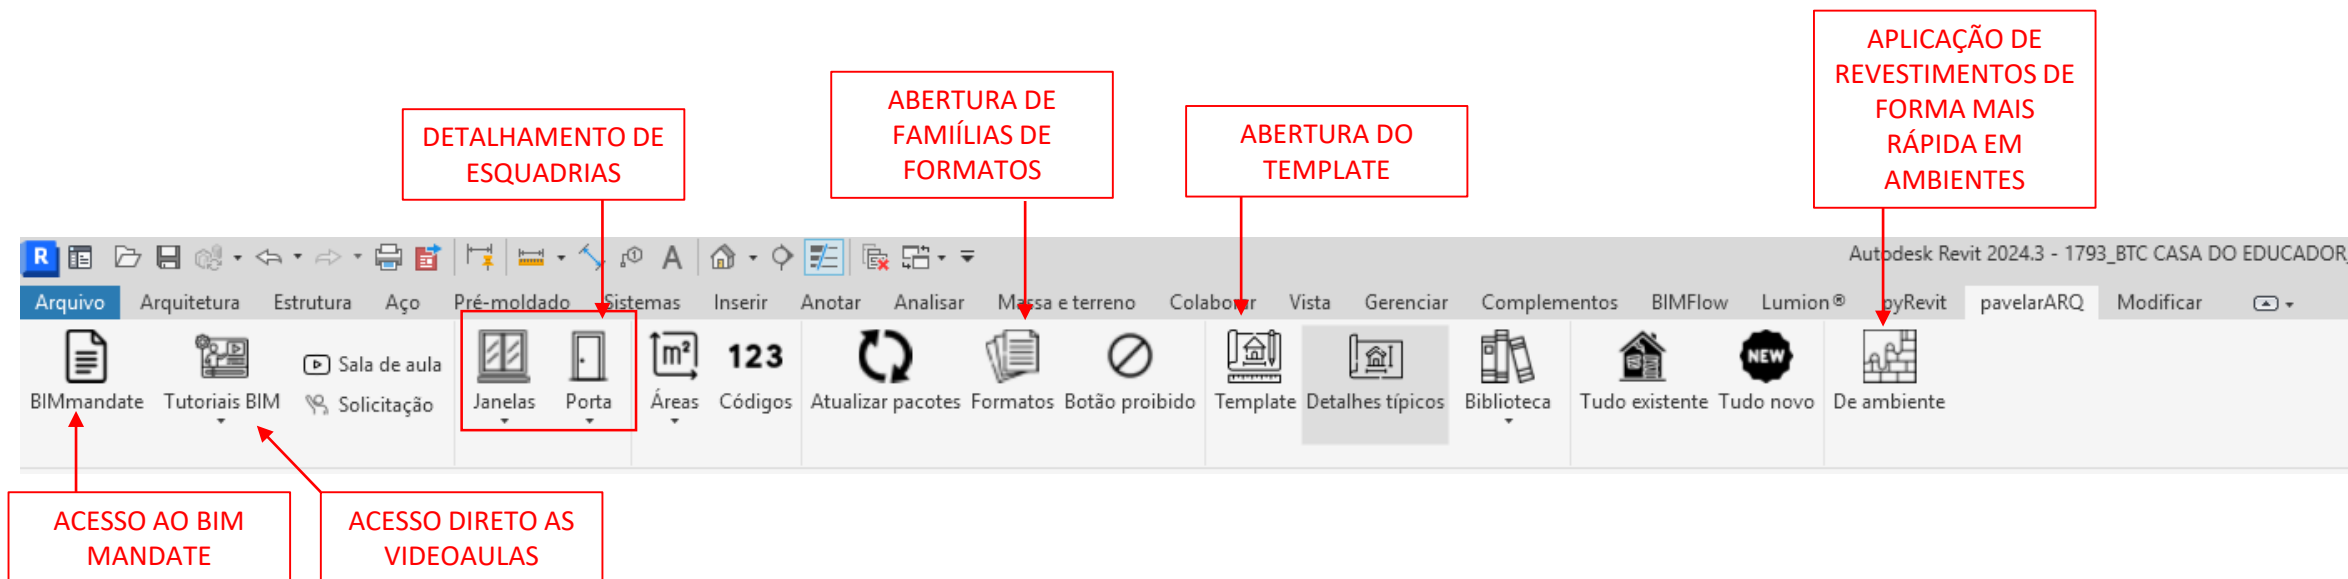 APLICAÇÃO DE
REVESTIMENTOS DE
FORMA MAIS
RÁPIDA EM
AMBIENTES
ABERTURA DE
FAMIÍLIAS DE
FORMATOS
DETALHAMENTO DE
ESQUADRIAS
ABERTURA DO
TEMPLATE
R A Autodesk Revit 2024.3 - 1793_BTC CASA DO EDUCADOR_
Arquivo Arquitetura Estrutura Aço Pré-moldado Sistemas Inserir Anotar Analisar Massa e terreno Colaborar Vista Gerenciar Complementos BIMFlow Lumion® pyRevit pavelarARQ Modificar
m² 123 NEW
Sala de aula
BIMmandate Tutoriais BIM Solicitação Janelas Porta Áreas Códigos Atualizar pacotes Formatos Botão proibido Template Detalhes típicos Biblioteca Tudo existente Tudo novo De ambiente
ACESSO AO BIM
MANDATE
ACESSO DIRETO AS
VIDEOAULAS